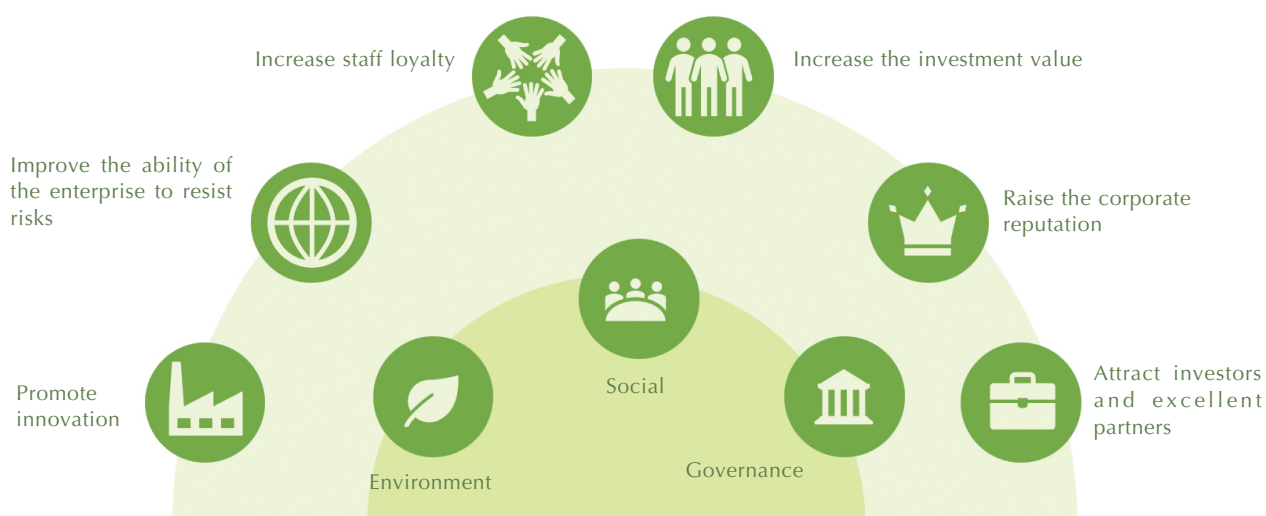 Increase staff loyalty
Increase the investment value
Improve the ability of
the enterprise to resist
risks
Raise the corporate
reputation
Promote
innovation
Environment
Social
Governance
Attract investors
and excellent
partners